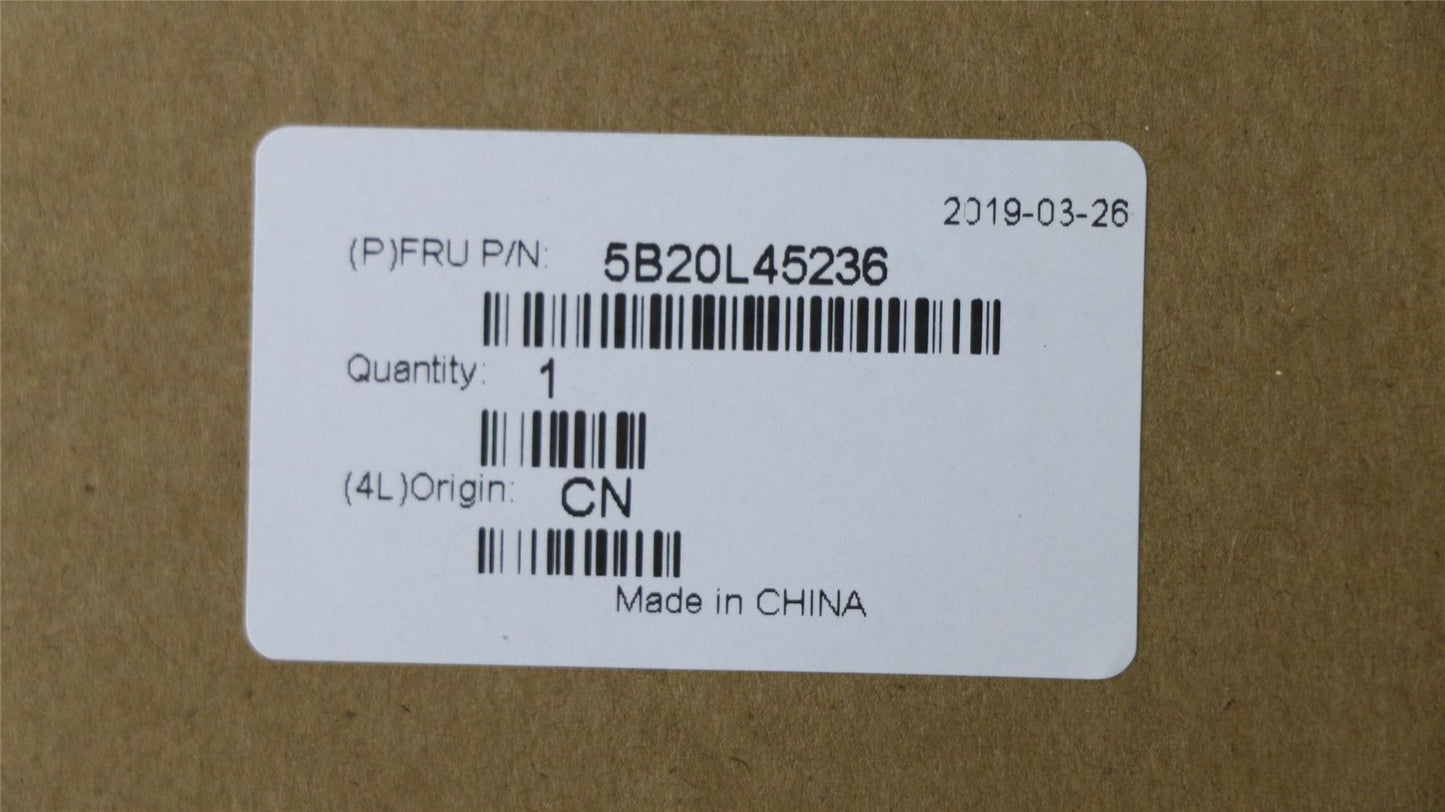 2019-03-26
(P)FRU P/N: 5B20L45236
Quantity: 1
(4L)Origin: CN
Made in CHINA